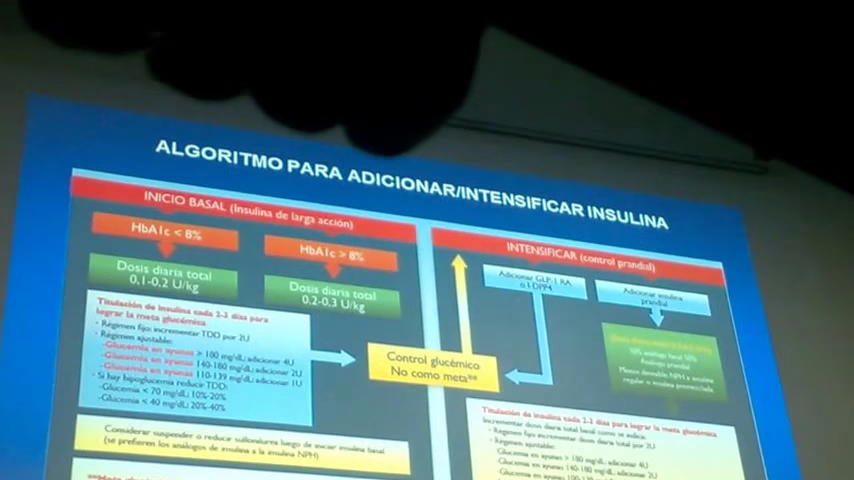 ALGORITMO PARA ADICIONAR/INTENSIFICAR INSULINA
INICIO BASAL (Insulina de larga acción)
HbA1c < 8%
HbA1c > 8%
Dosis diaria total
0,1-0.2 U/kg
Dosis diaria total
0.2-0.3 U/kg
Titulación de insulina cada 2-3 días para
lograr la meta glucémica
- Régimen fijo: incrementar TDD por 2U
- Régimen ajustable:
-Glucemia en ayunas > 180 mg/dL: adicionar 4U
-Glucemia en ayunas 140-180 mg/dL: adicionar 2U
-Glucemia en ayunas 110-139 mg/dL: adicionar 1U
- Si hay hipoglucemia reducir TDD:
-Glucemia < 70 mg/dL: 10%-20%
-Glucemia < 40 mg/dL: 20%-40%
Considerar suspender o reducir sulfonilureas luego de iniciar insulina basal
(se prefieren los análogos de insulina a la insulina NPH)
Control glucémico
No como meta**
INTENSIFICAR (control prandial)
Adicionar GLP-1 RA
o I-DPP4
Adicionar insulina
prandial
50% análogo basal 50%
Análogo prandial
Menos deseable: NPH e insulina
regular o insulina premezclada
Titulación de insulina cada 2-3 días para lograr la meta glucémica
Incrementar dosis diaria total basal como se indica:
- Régimen fijo: incrementar dosis diaria total por 2U
- Régimen ajustable:
-Glucemia en ayunas > 180 mg/dL: adicionar 4U
-Glucemia en ayunas 140-180 mg/dL: adicionar 2U